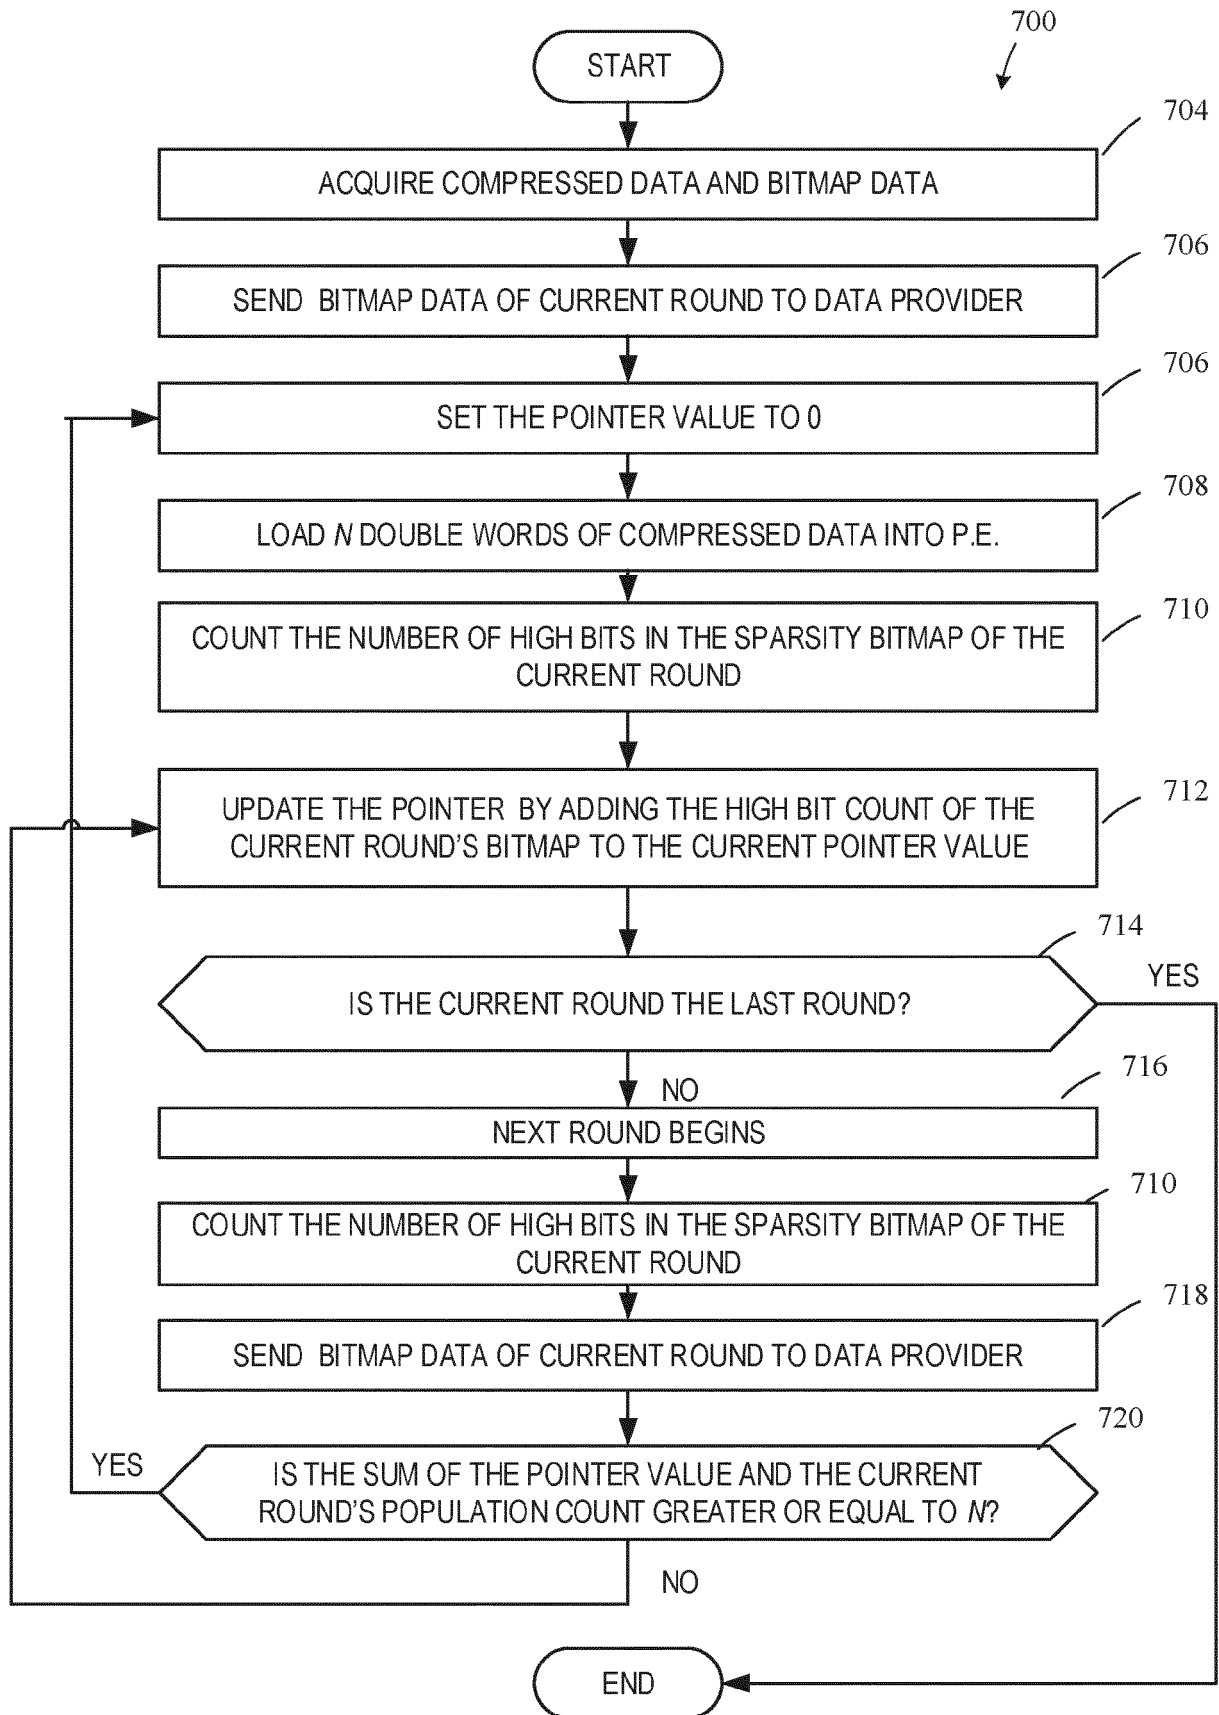 700
START
704
ACQUIRE COMPRESSED DATA AND BITMAP DATA
706
SEND BITMAP DATA OF CURRENT ROUND TO DATA PROVIDER
706
SET THE POINTER VALUE TO 0
708
LOAD N DOUBLE WORDS OF COMPRESSED DATA INTO P.E.
710
COUNT THE NUMBER OF HIGH BITS IN THE SPARSITY BITMAP OF THE
CURRENT ROUND
712
UPDATE THE POINTER BY ADDING THE HIGH BIT COUNT OF THE
CURRENT ROUND'S BITMAP TO THE CURRENT POINTER VALUE
714
YES
IS THE CURRENT ROUND THE LAST ROUND?
NO
716
NEXT ROUND BEGINS
710
COUNT THE NUMBER OF HIGH BITS IN THE SPARSITY BITMAP OF THE
CURRENT ROUND
718
SEND BITMAP DATA OF CURRENT ROUND TO DATA PROVIDER
720
YES
IS THE SUM OF THE POINTER VALUE AND THE CURRENT
ROUND'S POPULATION COUNT GREATER OR EQUAL TO N?
NO
END